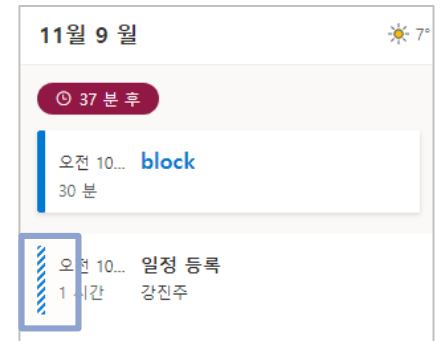 11월 9 월
7°
37 분 후
오전 10... block
30 분
오전 10... 일정 등록
1 시간 강진주